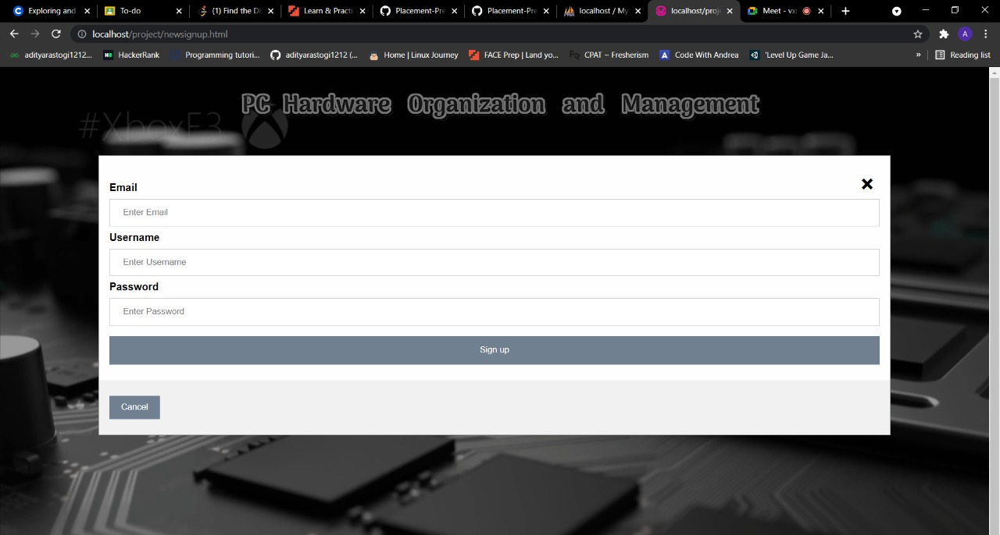 Exploring and
To-do
(1) Find the Di
Learn & Practi
Placement-Pre
Placement-Pre
localhost / My
localhost/proj
Meet - vxr
localhost/project/newsignup.html
A
adityarastogi1212...
HackerRank
Programming tutori...
adityarastogi1212 (...
Home | Linux Journey
FACE Prep | Land yo...
CPAT – Fresherism
Code With Andrea
'Level Up Game Ja...
»
Reading list
PC Hardware Organization and Management
#XboxE3
Email
Enter Email
Username
Enter Username
Password
Enter Password
Sign up
Cancel